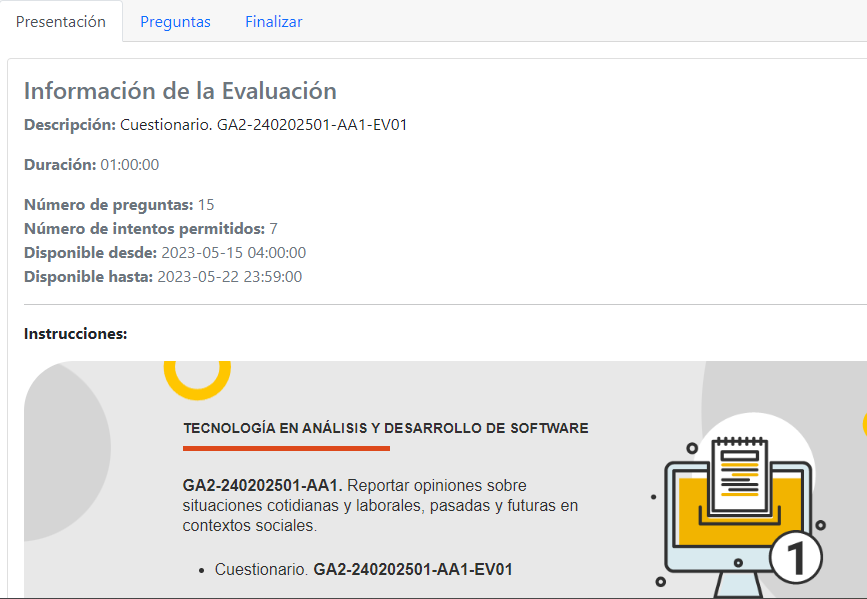 Presentación
Preguntas
Finalizar
Información de la Evaluación
Descripción: Cuestionario. GA2-240202501-AA1-EV01
Duración: 01:00:00
Número de preguntas: 15
Número de intentos permitidos: 7
Disponible desde: 2023-05-15 04:00:00
Disponible hasta: 2023-05-22 23:59:00
Instrucciones:
TECNOLOGÍA EN ANÁLISIS Y DESARROLLO DE SOFTWARE
GA2-240202501-AA1. Reportar opiniones sobre
situaciones cotidianas y laborales, pasadas y futuras en
contextos sociales.
• Cuestionario. GA2-240202501-AA1-EV01
1